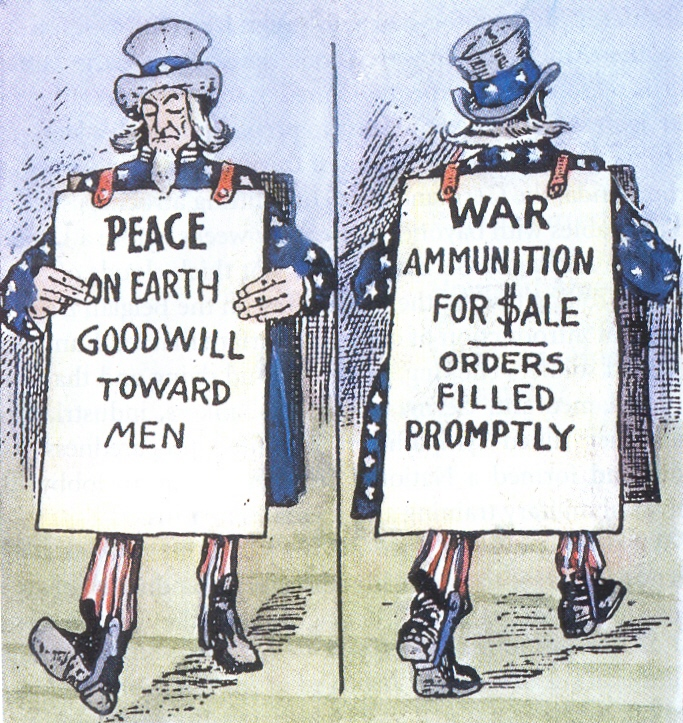 PEACE
ON EARTH
GOODWILL
TOWARD
MEN
WAR
AMMUNITION
FOR $ALE
ORDERS
FILLED
PROMPTLY